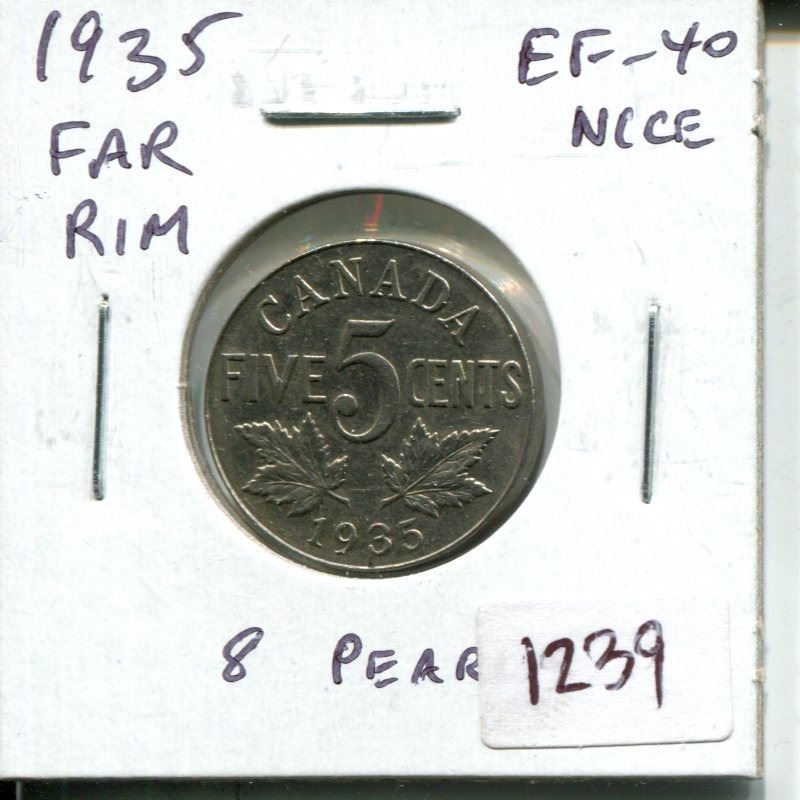 1935
FAR
RIM
EF-40
NICE
CANADA
FIVE 5 CENTS
1935
8 PEAR
1239